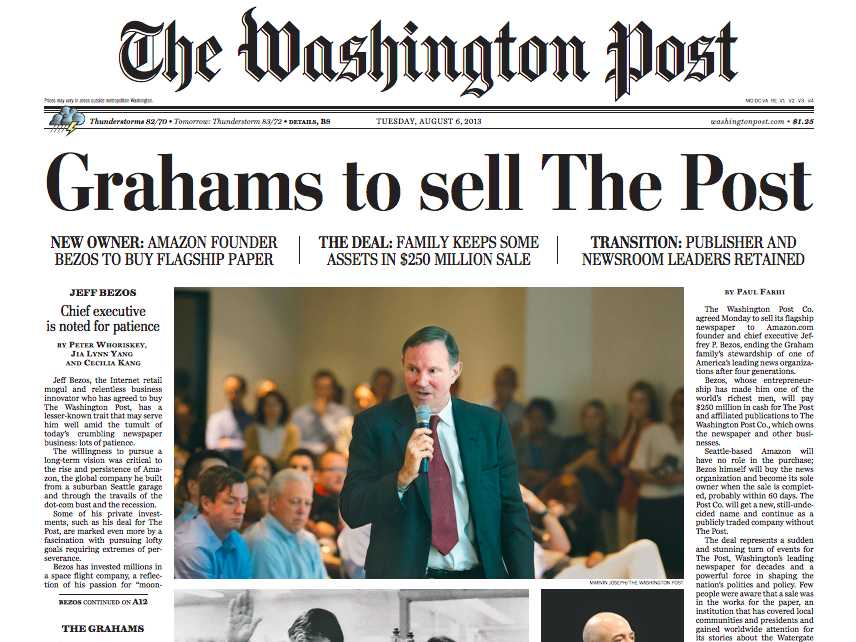 The Washington Post
Prices may vary in areas outside metropolitan Washington.
MD DC VA RE V1 V2 V3 V4
Thunderstorms 82/70 • Tomorrow: Thunderstorm 83/72 • DETAILS, B8
TUESDAY, AUGUST 6, 2013
washingtonpost.com • $1.25
Grahams to sell The Post
NEW OWNER: AMAZON FOUNDER
BEZOS TO BUY FLAGSHIP PAPER
THE DEAL: FAMILY KEEPS SOME
ASSETS IN $250 MILLION SALE
TRANSITION: PUBLISHER AND
NEWSROOM LEADERS RETAINED
JEFF BEZOS
Chief executive
is noted for patience
BY PETER WHORISKEY,
JIA LYNN YANG
AND CECILIA KANG
Jeff Bezos, the Internet retail
mogul and relentless business
innovator who has agreed to buy
The Washington Post, has a
lesser-known trait that may serve
him well amid the tumult of
today's crumbling newspaper
business: lots of patience.
The willingness to pursue a
long-term vision was critical to
the rise and persistence of Ama-
zon, the global company he built
from a suburban Seattle garage
and through the travails of the
dot-com bust and the recession.
Some of his private invest-
ments, such as his deal for The
Post, are marked even more by a
fascination with pursuing lofty
goals requiring extremes of per-
severance.
Bezos has invested millions in
a space flight company, a reflec-
tion of his passion for "moon-
BEZOS CONTINUED ON A12
THE GRAHAMS
MARVIN JOSEPH/THE WASHINGTON POST
BY PAUL FARHI
The Washington Post Co.
agreed Monday to sell its flagship
newspaper to Amazon.com
founder and chief executive Jef-
frey P. Bezos, ending the Graham
family's stewardship of one of
America's leading news organiza-
tions after four generations.
Bezos, whose entrepreneur-
ship has made him one of the
world's richest men, will pay
$250 million in cash for The Post
and affiliated publications to The
Washington Post Co., which owns
the newspaper and other busi-
nesses.
Seattle-based Amazon will
have no role in the purchase;
Bezos himself will buy the news
organization and become its sole
owner when the sale is complet-
ed, probably within 60 days. The
Post Co. will get a new, still-unde-
cided name and continue as a
publicly traded company without
The Post.
The deal represents a sudden
and stunning turn of events for
The Post, Washington's leading
newspaper for decades and a
powerful force in shaping the
nation's politics and policy. Few
people were aware that a sale was
in the works for the paper, an
institution that has covered local
communities and presidents and
gained worldwide attention for
its stories about the Watergate